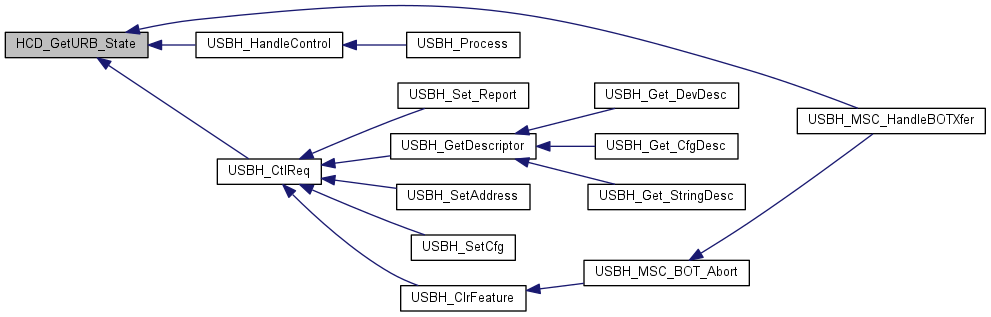 HCD_GetURB_State
USBH_HandleControl
USBH_Process
USBH_Set_Report
USBH_Get_DevDesc
USBH_MSC_HandleBOTXfer
USBH_GetDescriptor
USBH_Get_CfgDesc
USBH_CtlReq
USBH_SetAddress
USBH_Get_StringDesc
USBH_SetCfg
USBH_MSC_BOT_Abort
USBH_ClrFeature